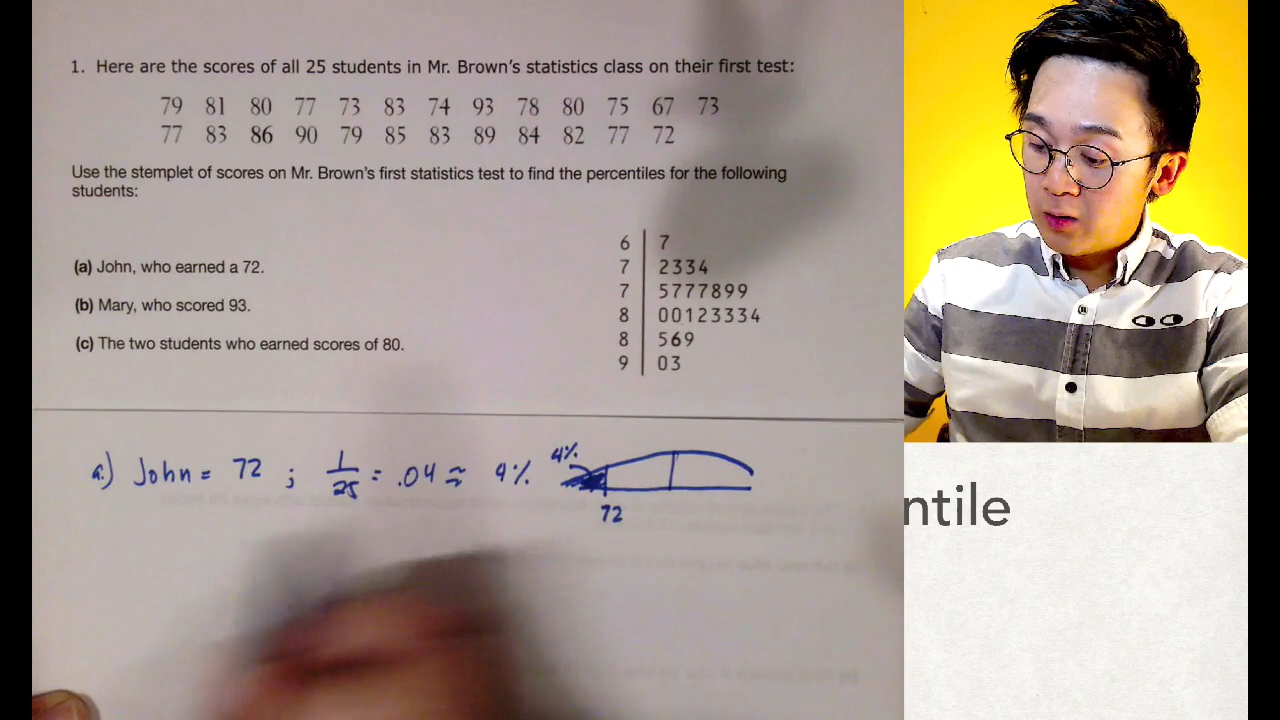 1. Here are the scores of all 25 students in Mr. Brown's statistics class on their first test:
79 81 80 77 73 83 74 93 78 80 75 67 73
77 83 86 90 79 85 83 89 84 82 77 72
Use the stemplet of scores on Mr. Brown's first statistics test to find the percentiles for the following
students:
(a) John, who earned a 72.
(b) Mary, who scored 93.
(c) The two students who earned scores of 80.
6 | 7
7 | 2334
7 | 5777899
8 | 00123334
8 | 569
9 | 03
a.) John = 72 ; 1/25 = .04 ≈ 4%
4%
72
ntile